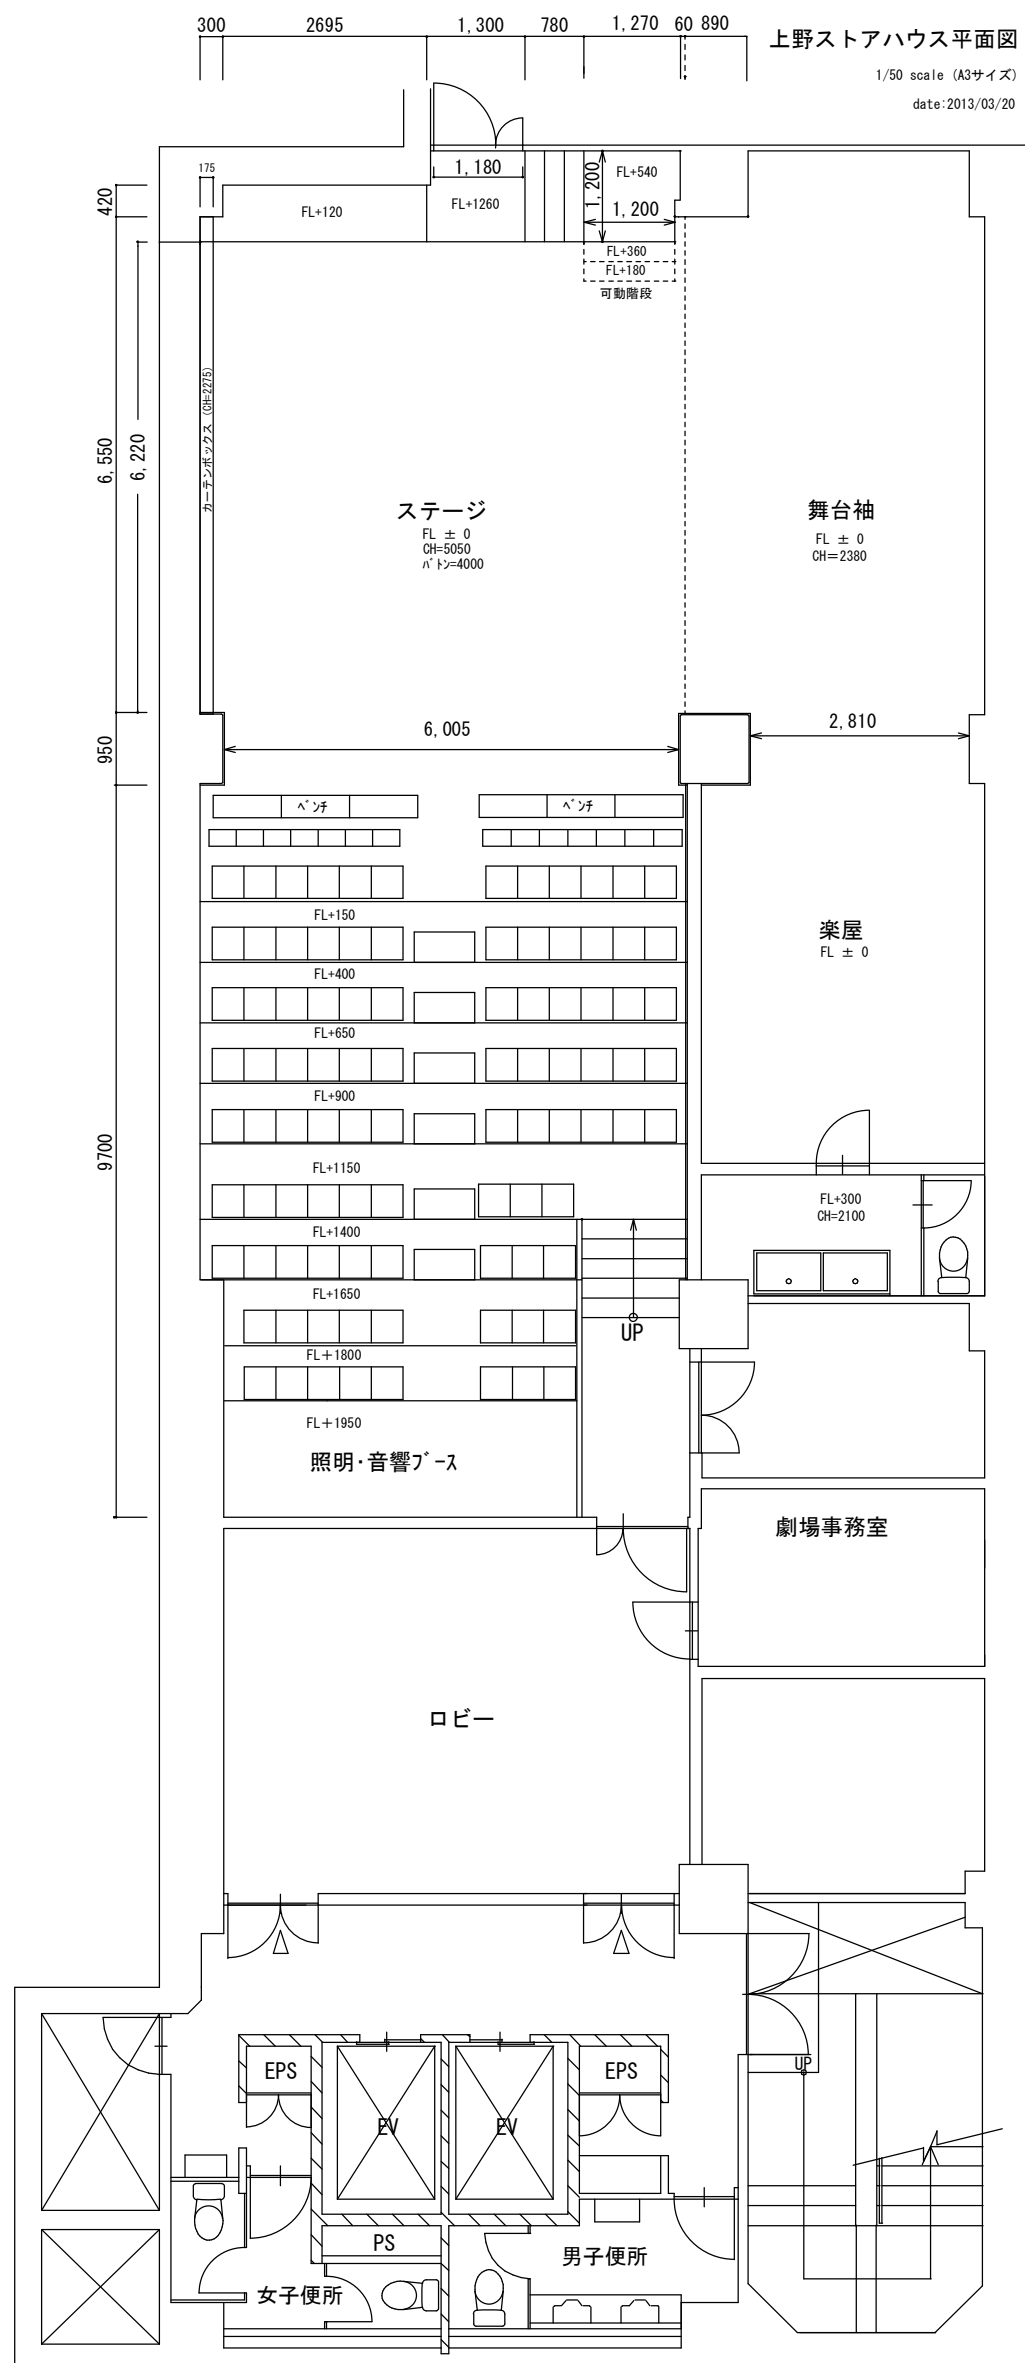 300 2695 1,300 780 1,270 60 890
上野ストアハウス平面図
1/50 scale (A3サイズ)
date:2013/03/20
175
420
1,180
1,200
FL+540
FL+120
FL+1260
1,200
FL+360
FL+180
可動階段
カーテンボックス (CH=2275)
6,550
6,220
ステージ
FL ± 0
CH=5050
バトン=4000
舞台袖
FL ± 0
CH=2380
950
6,005
2,810
ベンチ
ベンチ
FL+150
FL+400
FL+650
FL+900
9700
FL+1150
FL+1400
FL+1650
FL+1800
FL+1950
照明・音響ブース
楽屋
FL ± 0
FL+300
CH=2100
UP
劇場事務室
ロビー
EPS
EV
EV
EPS
UP
PS
女子便所
男子便所